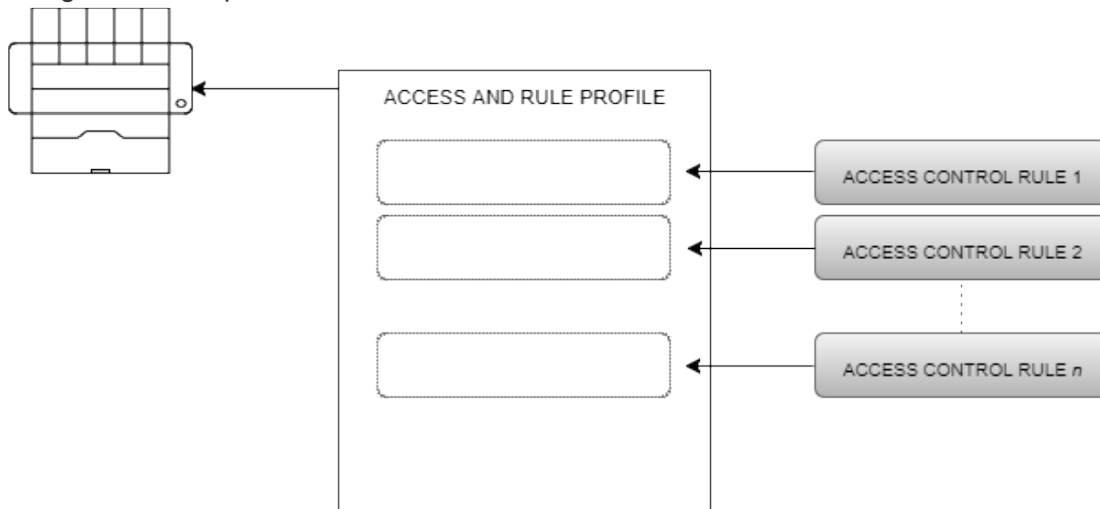 ACCESS AND RULE PROFILE
ACCESS CONTROL RULE 1
ACCESS CONTROL RULE 2
ACCESS CONTROL RULE n